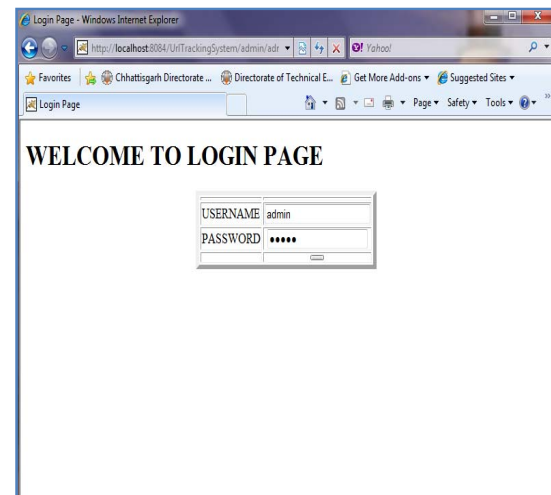 Login Page - Windows Internet Explorer
http://localhost:8084/UrlTrackingSystem/admin/adr
Yahoo!
Favorites Chhattisgarh Directorate ... Directorate of Technical E... Get More Add-ons Suggested Sites
Login Page Page Safety Tools »
WELCOME TO LOGIN PAGE
USERNAME admin
PASSWORD •••••